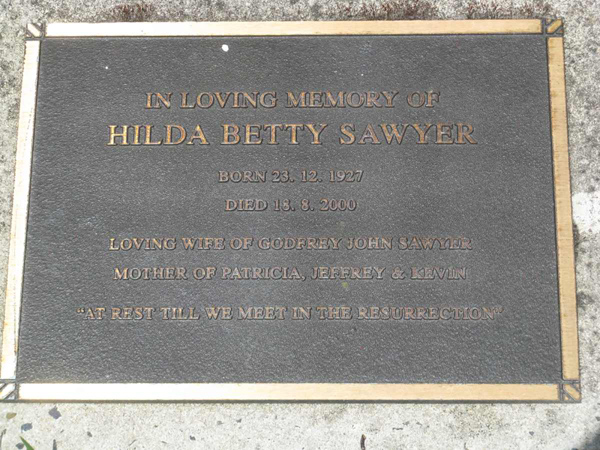 IN LOVING MEMORY OF
HILDA BETTY SAWYER
BORN 23. 12. 1927
DIED 18. 8. 2000
LOVING WIFE OF GODFREY JOHN SAWYER
MOTHER OF PATRICIA, JEFFREY & KEVIN
"AT REST TILL WE MEET IN THE RESURRECTION"